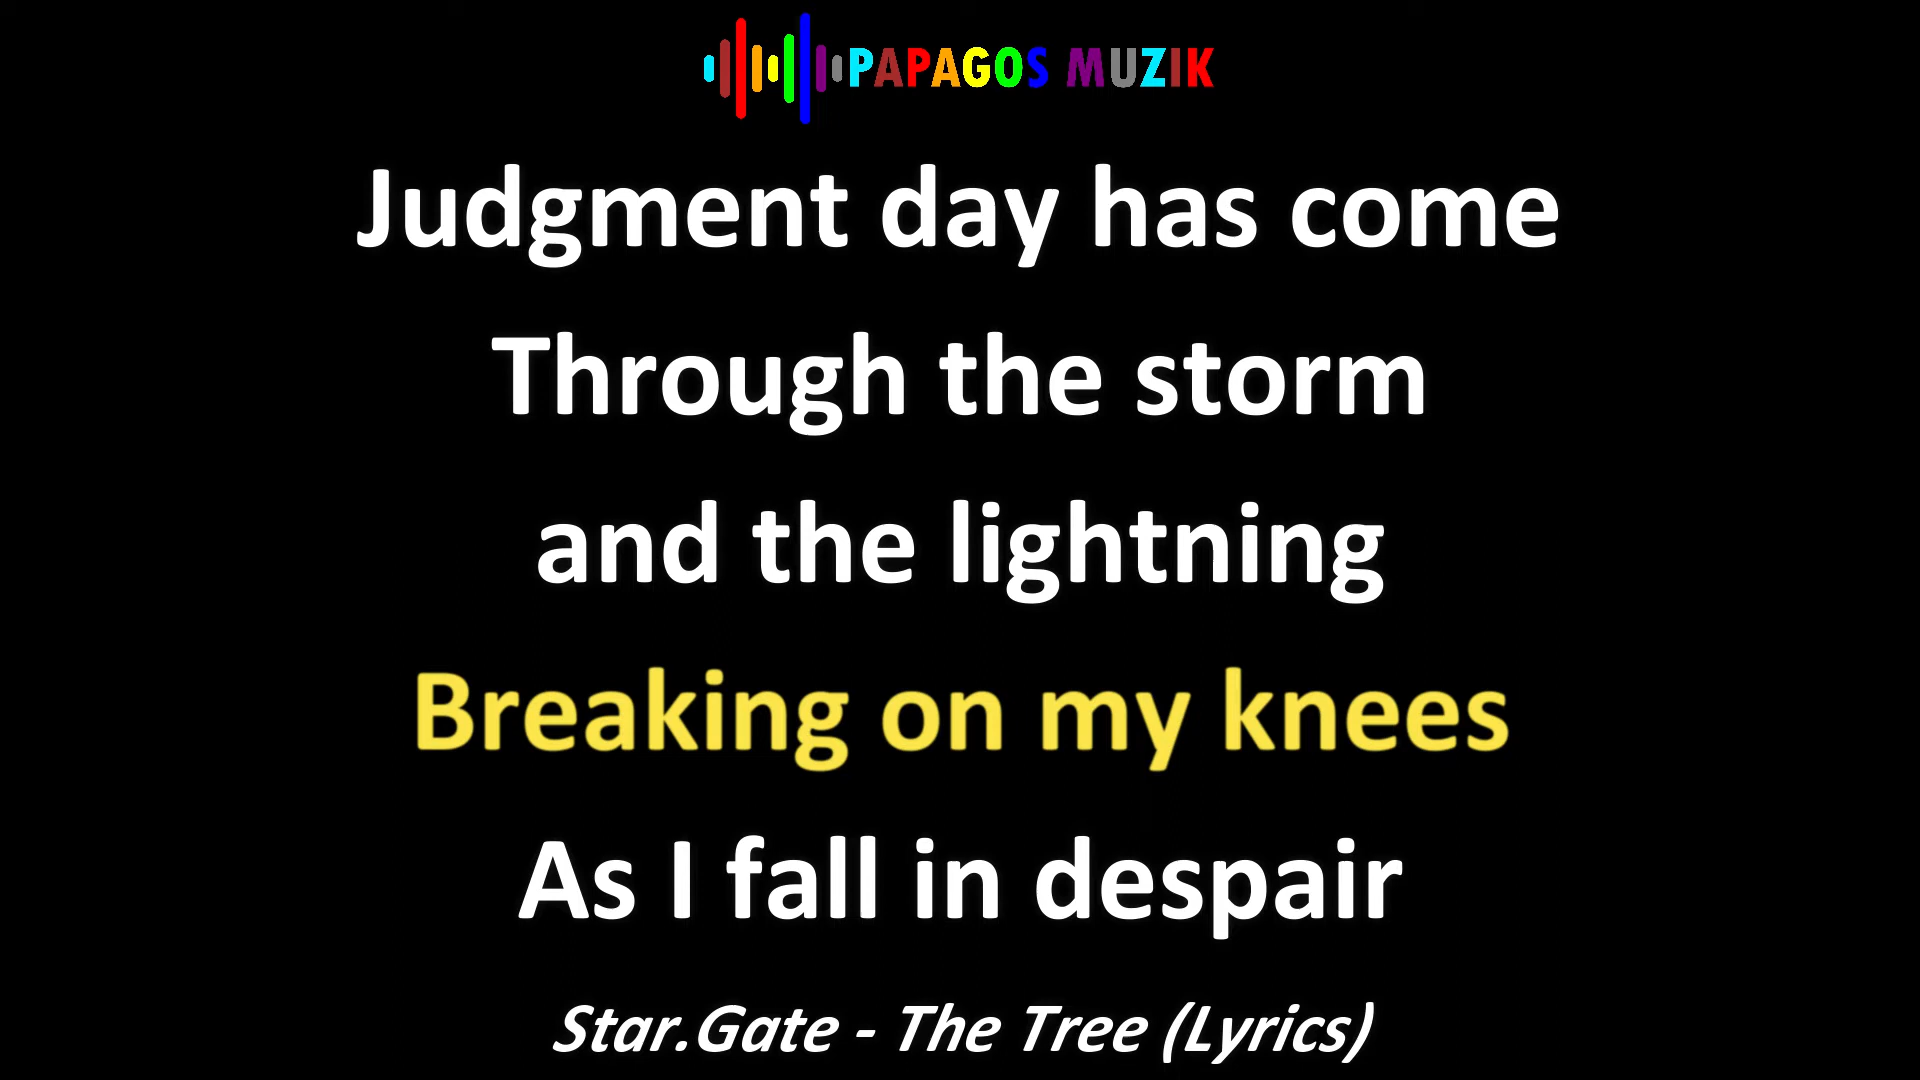 PAPAGOS MUZIK
Judgment day has come
Through the storm
and the lightning
Breaking on my knees
As I fall in despair
Star.Gate - The Tree (Lyrics)